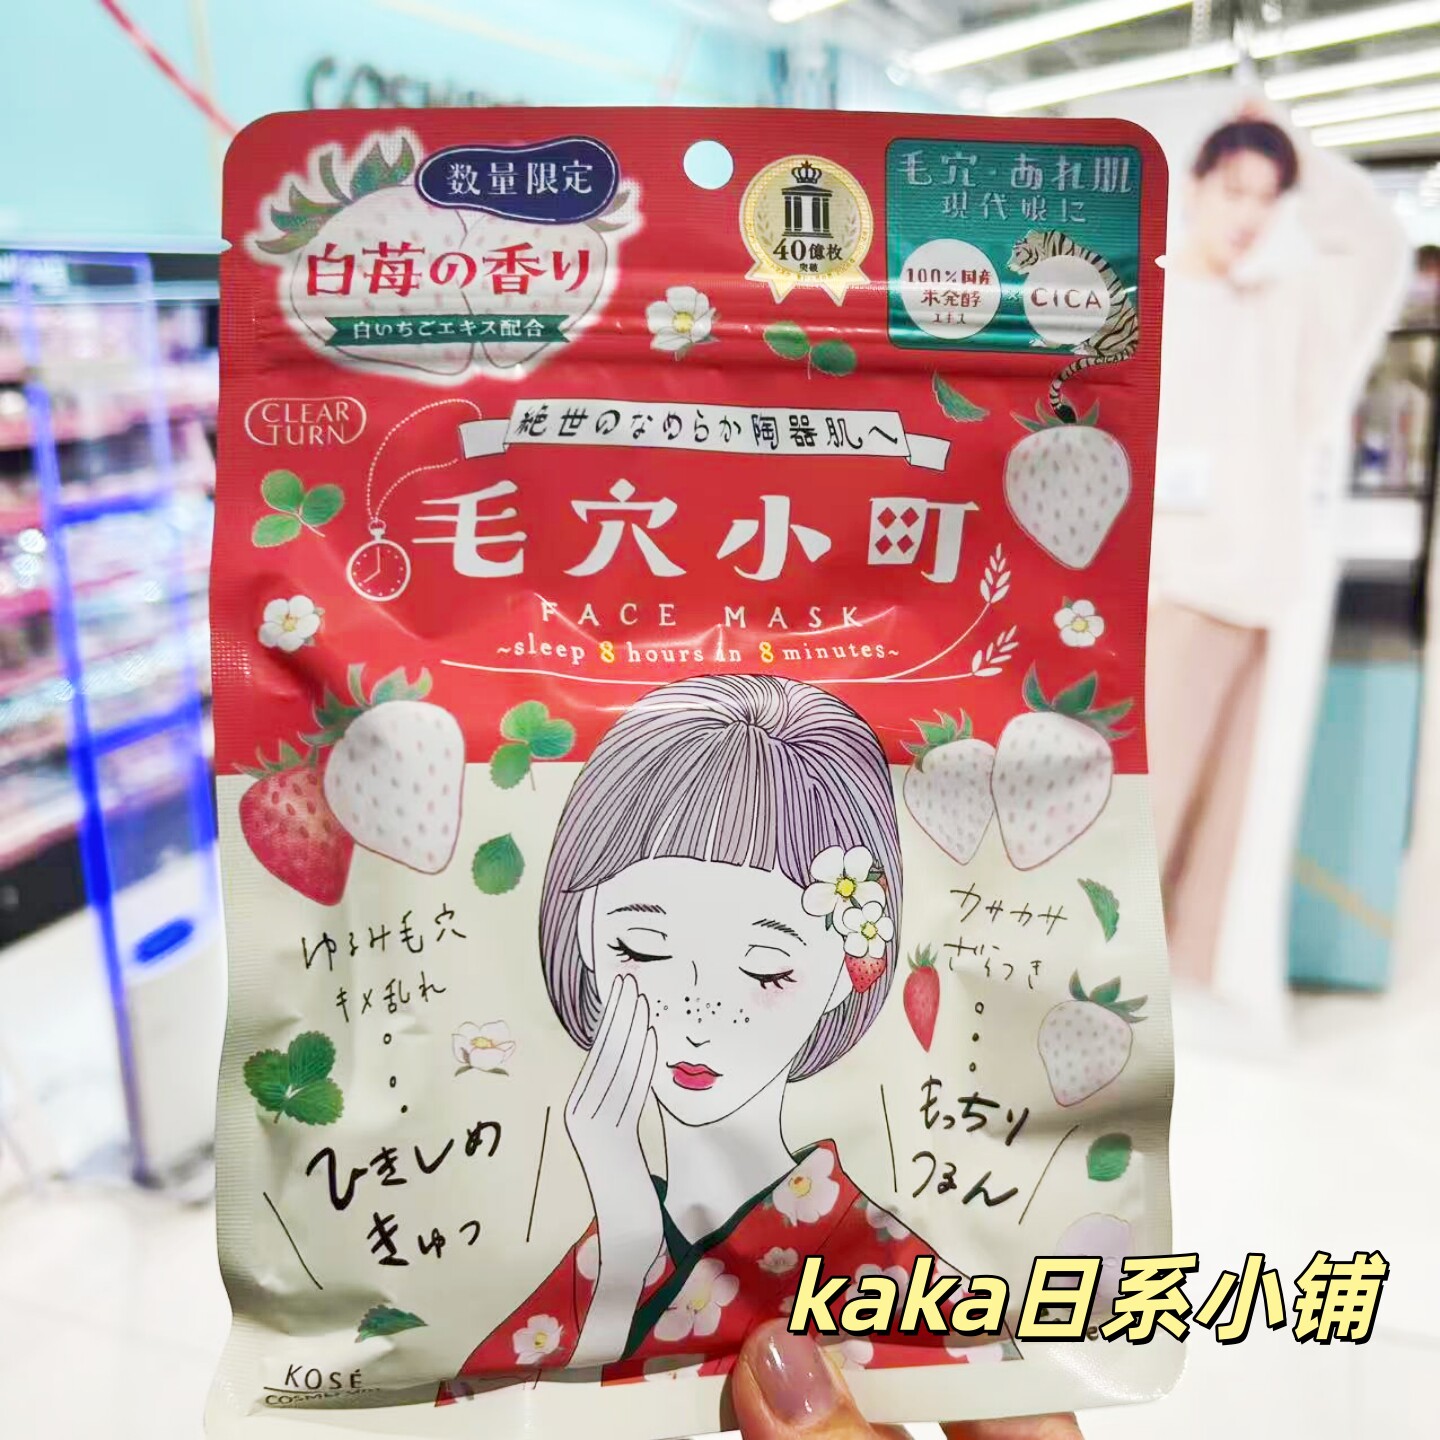 数量限定
白苺の香り
白いちごエキス配合
40億枚
突破
毛穴・あれ肌
現代娘に
100%国産
米発酵
エキス
×
CICA
CLEAR
TURN
絶世のなめらか陶器肌へ
毛穴小町
FACE MASK
~sleep 8 hours in 8 minutes~
ゆるみ毛穴
キメ乱れ
ひきしめ
きゅっ
カサカサ
ざらつき
もっちり
つるん
kaka日系小铺
KOSÉ